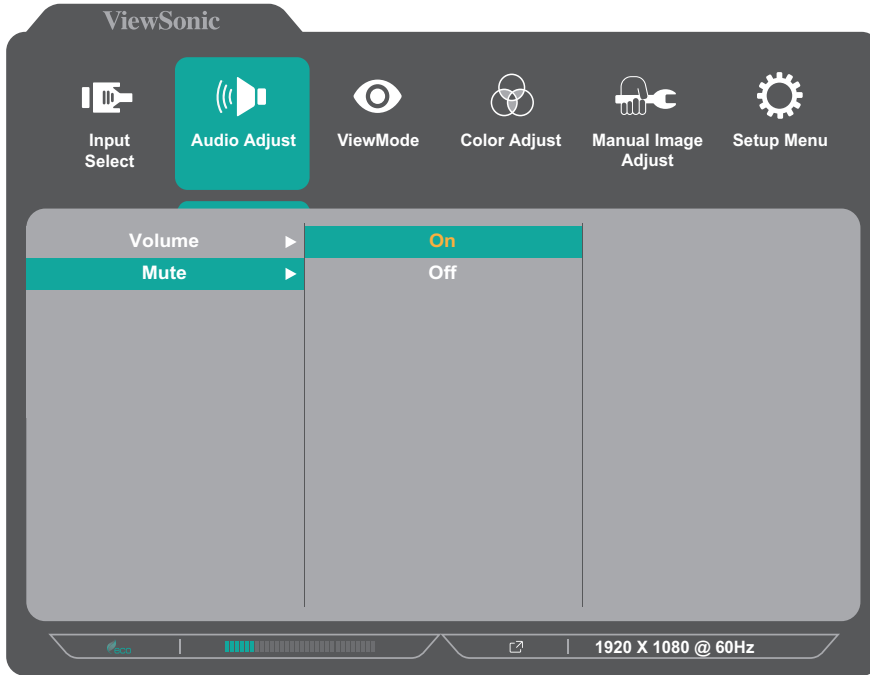 ViewSonic
Input
Select
Audio Adjust
ViewMode
Color Adjust
Manual Image
Adjust
Setup Menu
Volume
On
Mute
Off
eco
1920 X 1080 @ 60Hz